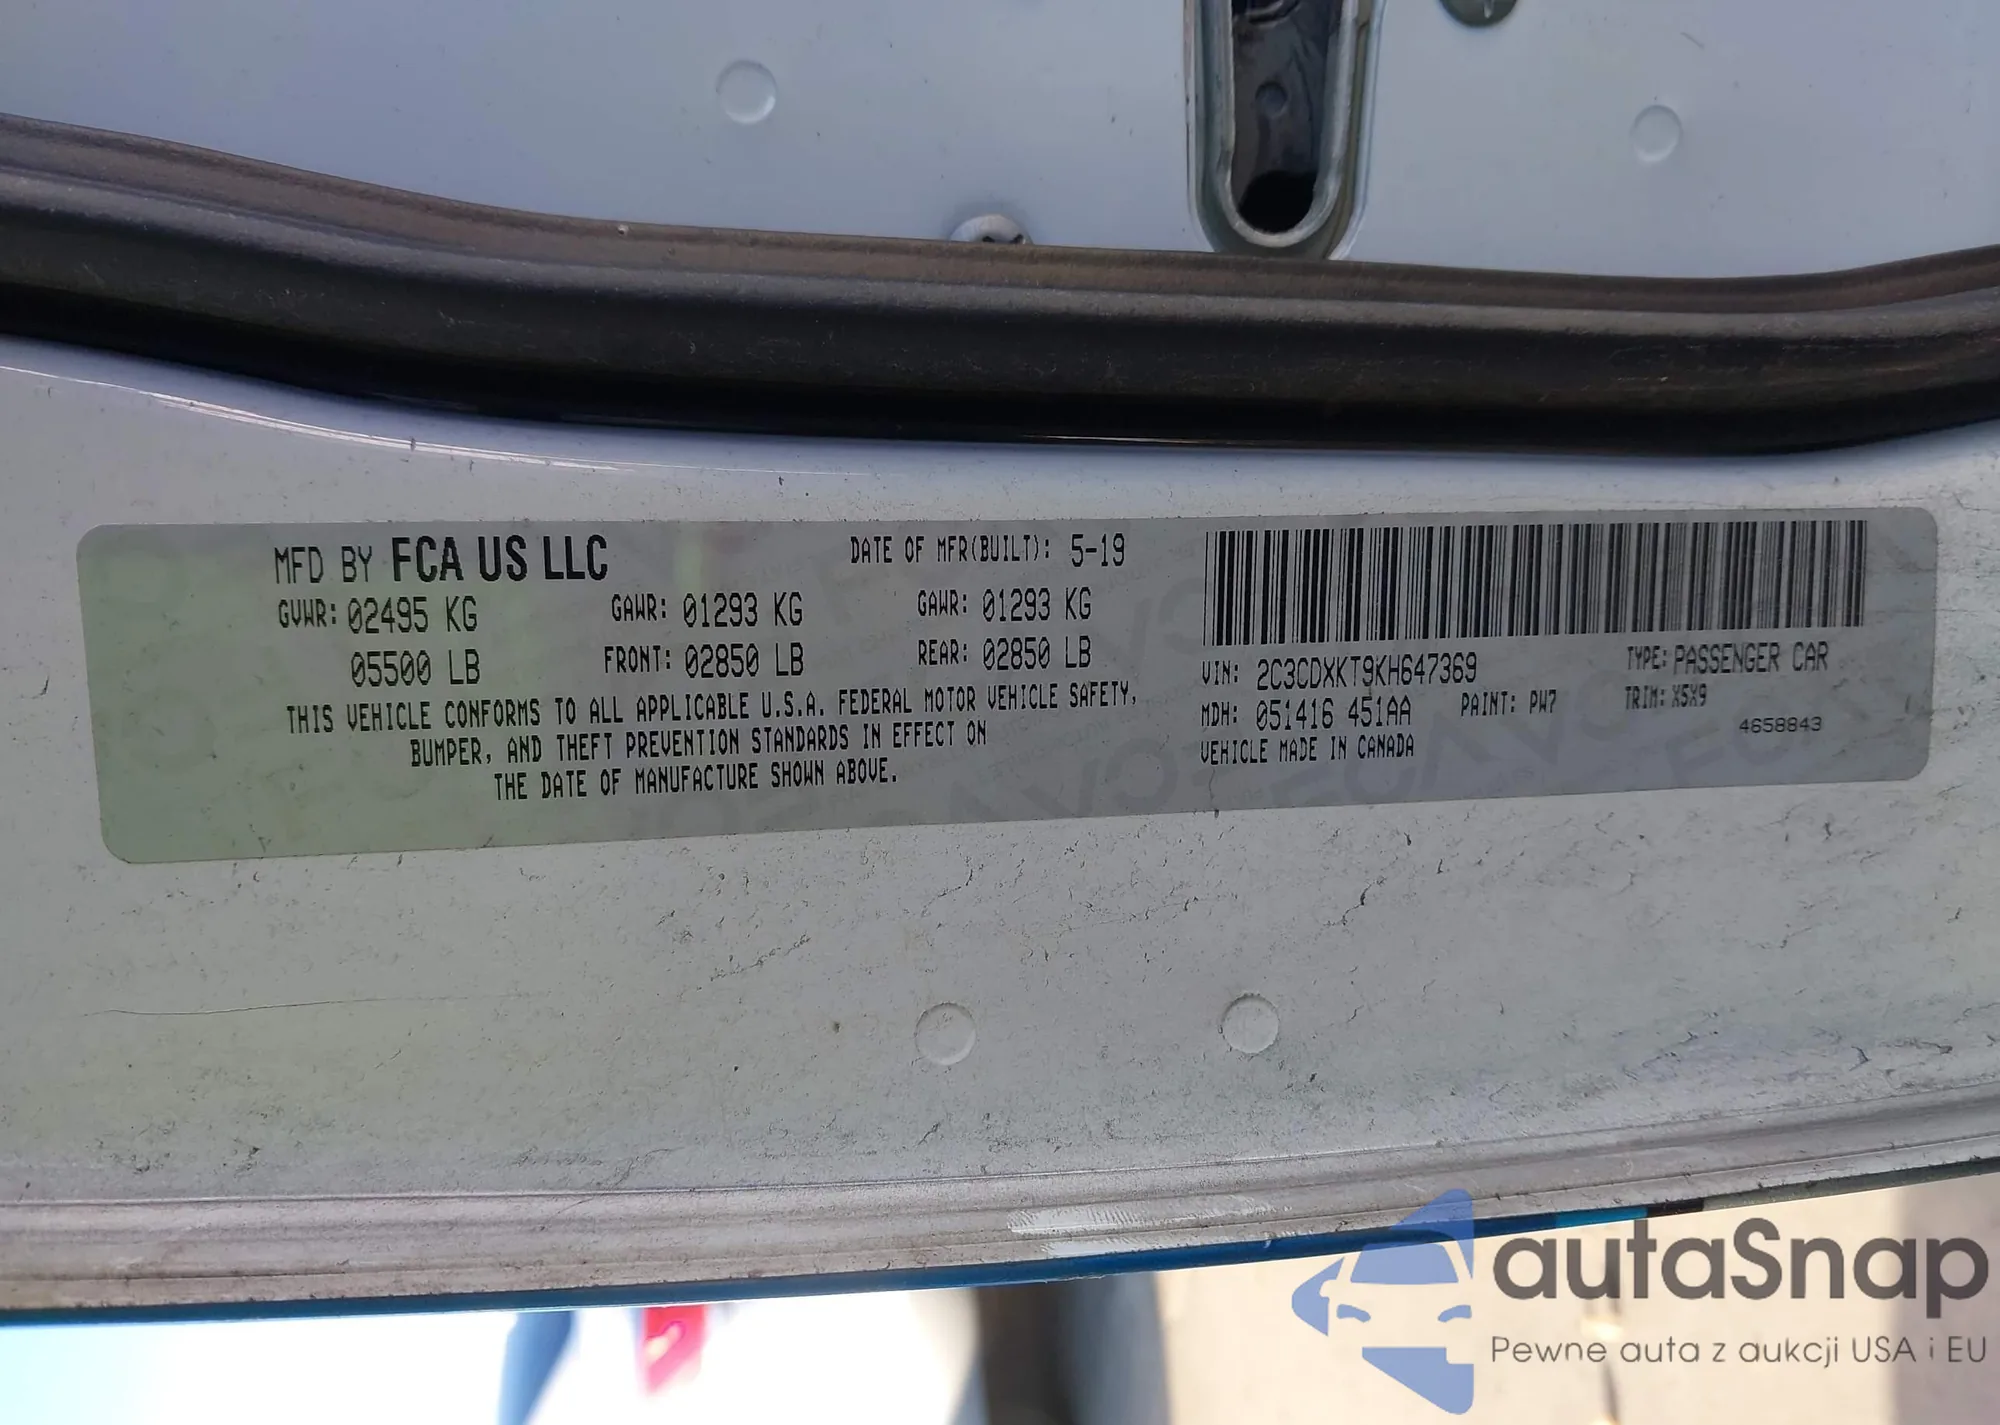 MFD BY FCA US LLC DATE OF MFR(BUILT): 5-19
GVWR: 02495 KG GAWR: 01293 KG GAWR: 01293 KG
05500 LB FRONT: 02850 LB REAR: 02850 LB
THIS VEHICLE CONFORMS TO ALL APPLICABLE U.S.A. FEDERAL MOTOR VEHICLE SAFETY,
BUMPER, AND THEFT PREVENTION STANDARDS IN EFFECT ON
THE DATE OF MANUFACTURE SHOWN ABOVE.
VIN: 2C3CDXKT9KH647369 TYPE: PASSENGER CAR
MDH: 051416 451AA PAINT: PW7 TRIM: X5X9
VEHICLE MADE IN CANADA 4658843
autaSnap
Pewne auta z aukcji USA i EU